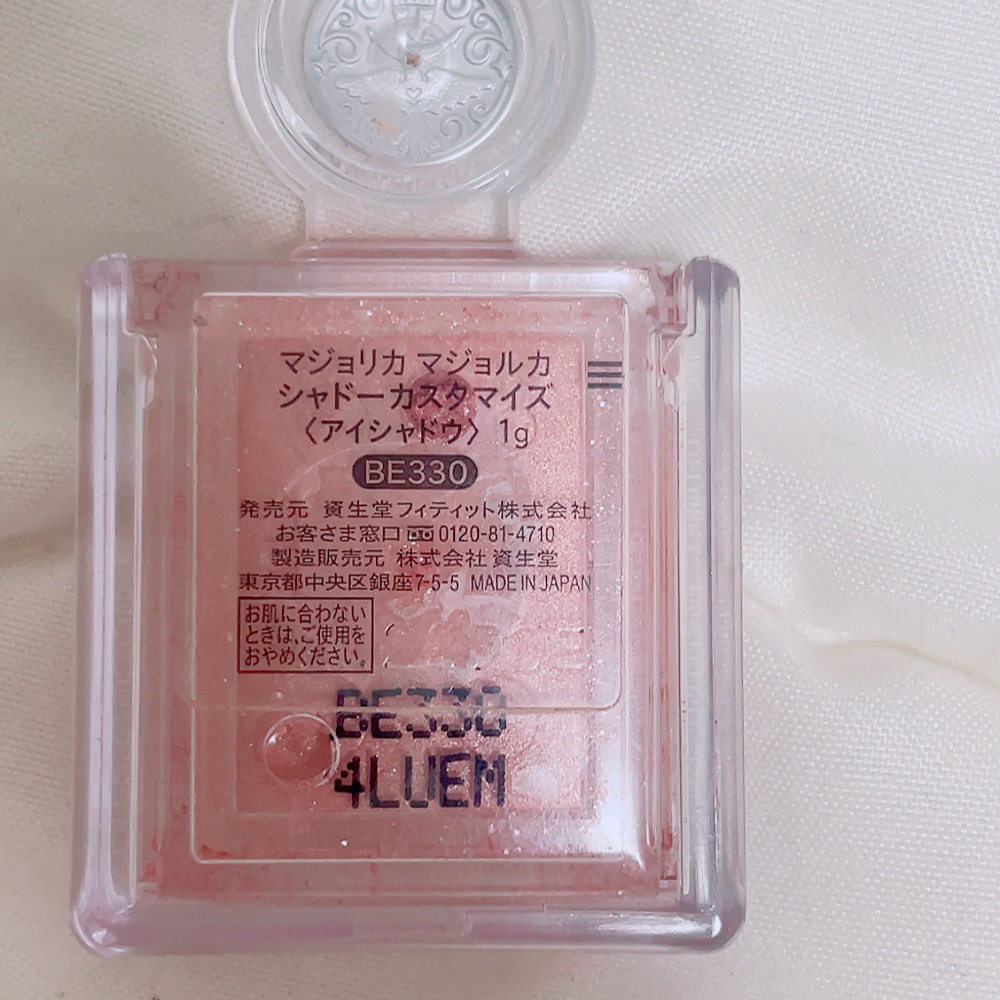 マジョリカ マジョルカ
シャドーカスタマイズ
〈アイシャドウ〉 1g
BE330
発売元 資生堂フィティット株式会社
お客さま窓口 0120-81-4710
製造販売元 株式会社 資生堂
東京都中央区銀座7-5-5 MADE IN JAPAN
お肌に合わない
ときは、ご使用を
おやめください。
BE330
4LUEM